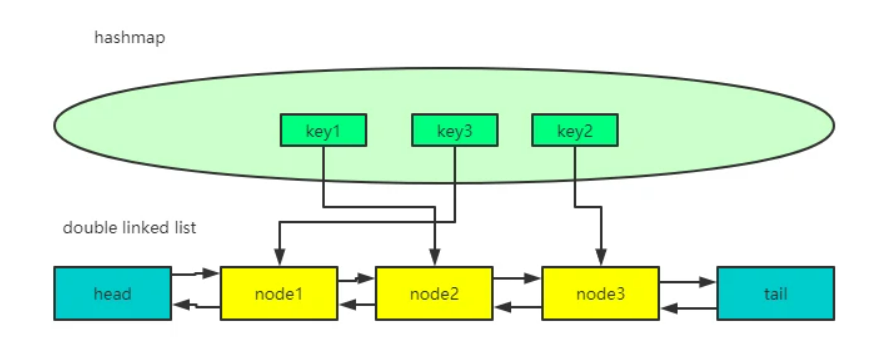 hashmap
key1 key3 key2
double linked list
head node1 node2 node3 tail